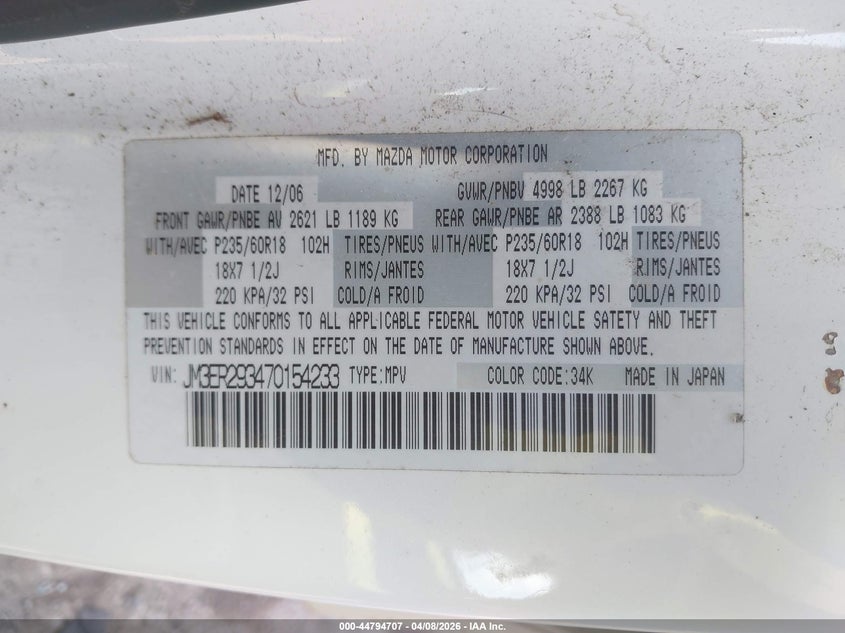 MFD. BY MAZDA MOTOR CORPORATION
DATE 12/06 GVWR/PNBV 4998 LB 2267 KG
FRONT GAWR/PNBE AV 2621 LB 1189 KG REAR GAWR/PNBE AR 2388 LB 1083 KG
WITH/AVEC P235/60R18 102H TIRES/PNEUS WITH/AVEC P235/60R18 102H TIRES/PNEUS
18X7 1/2J RIMS/JANTES 18X7 1/2J RIMS/JANTES
220 KPA/32 PSI COLD/A FROID 220 KPA/32 PSI COLD/A FROID
THIS VEHICLE CONFORMS TO ALL APPLICABLE FEDERAL MOTOR VEHICLE SAFETY AND THEFT
PREVENTION STANDARDS IN EFFECT ON THE DATE OF MANUFACTURE SHOWN ABOVE.
VIN: JM3ER293470154233 TYPE:MPV COLOR CODE:34K MADE IN JAPAN
000-44794707 - 04/08/2026 - IAA Inc.